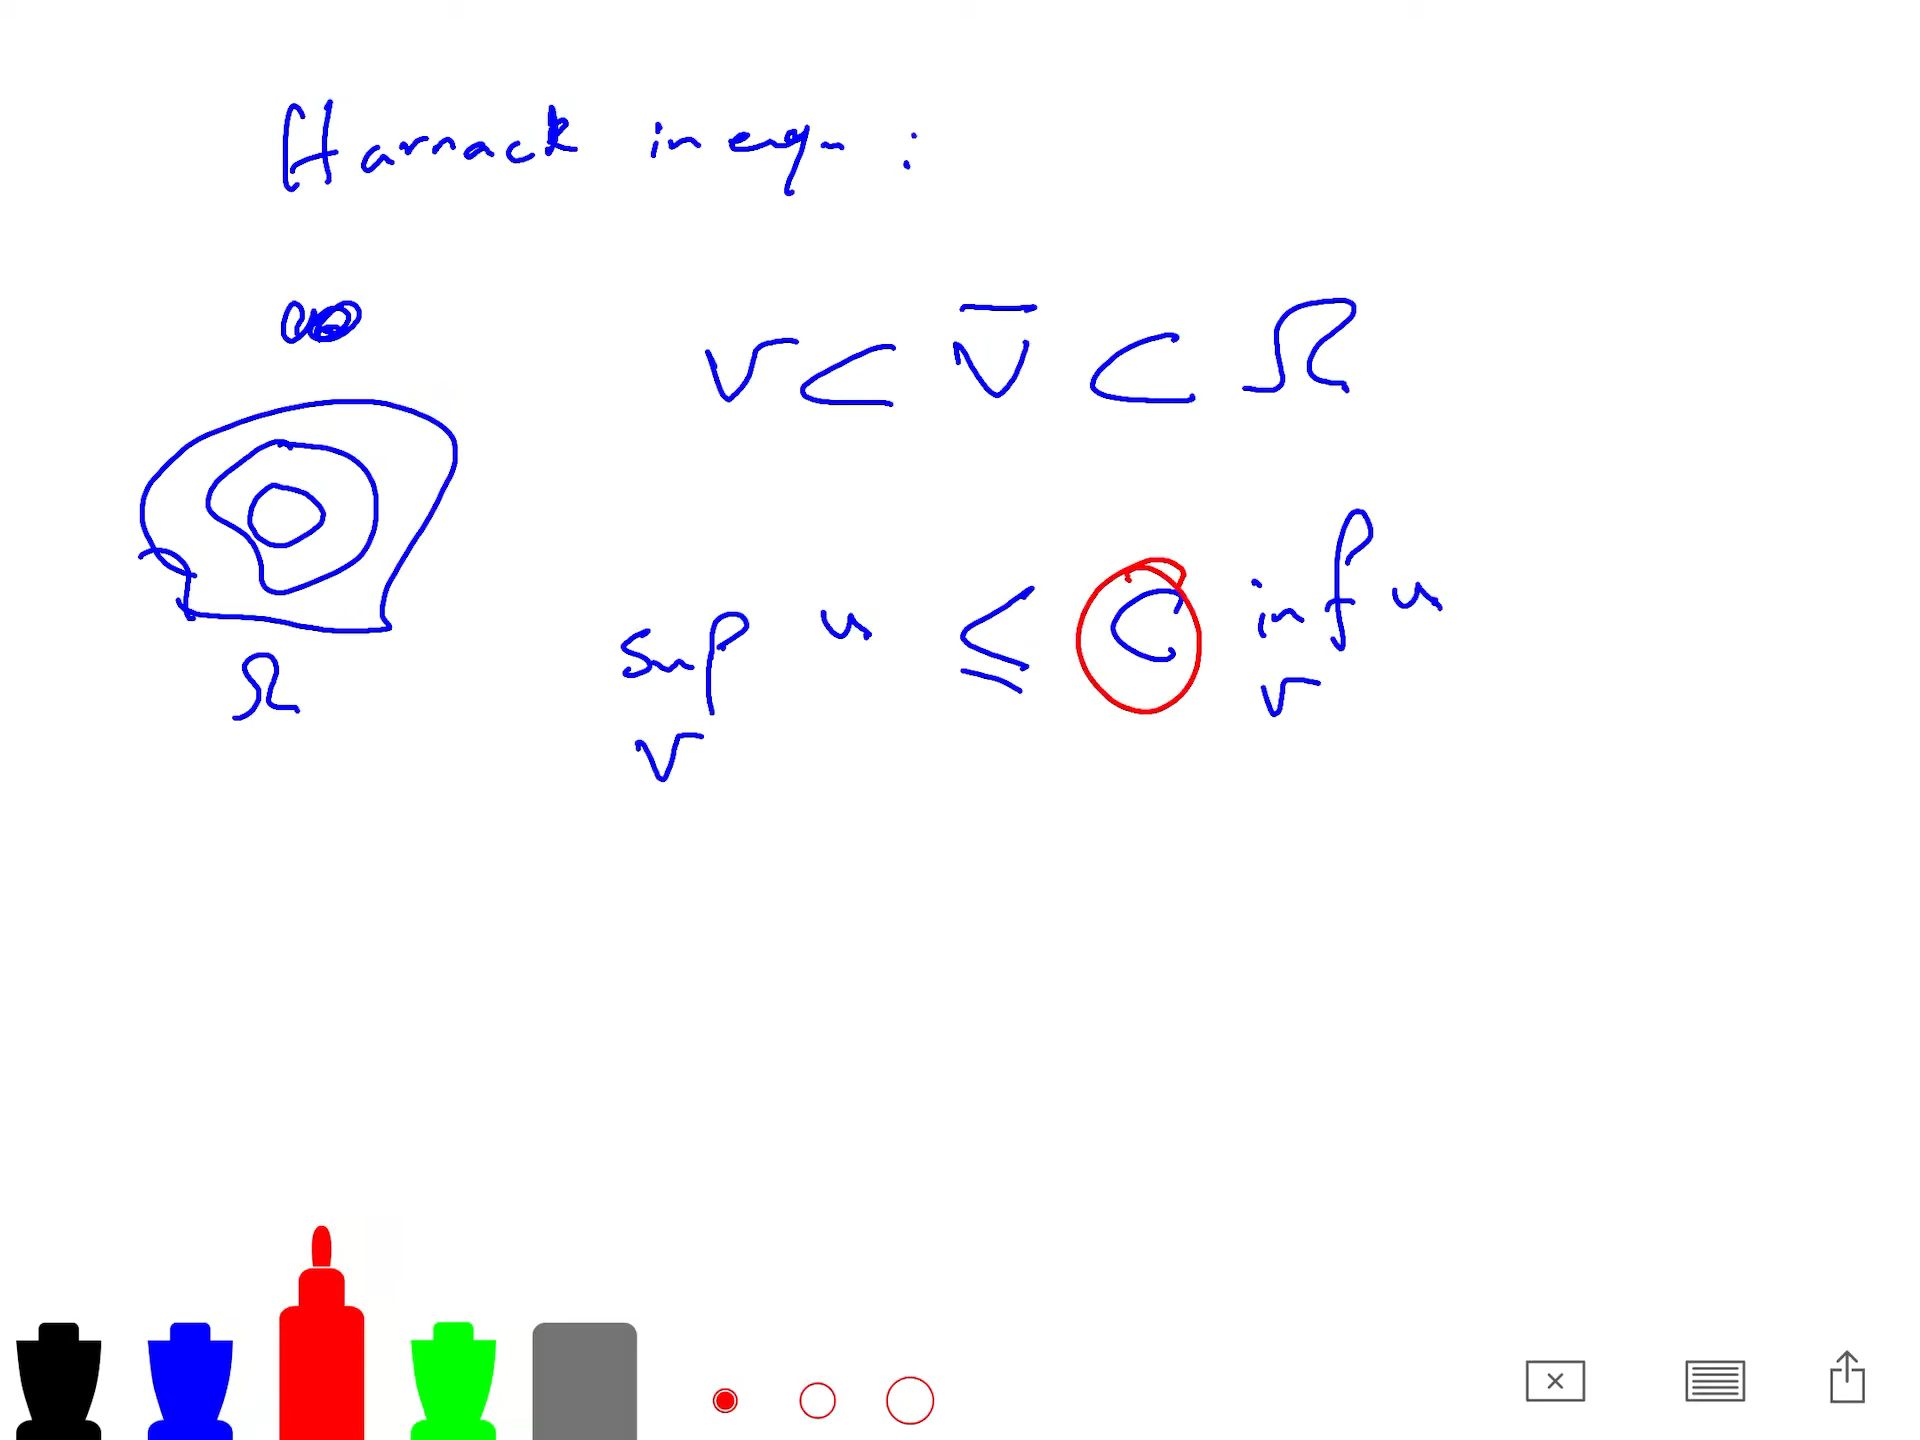 Harnack inequ :
V ⊂ V̅ ⊂ Ω
sup u ≤ C inf u
V V
Ω